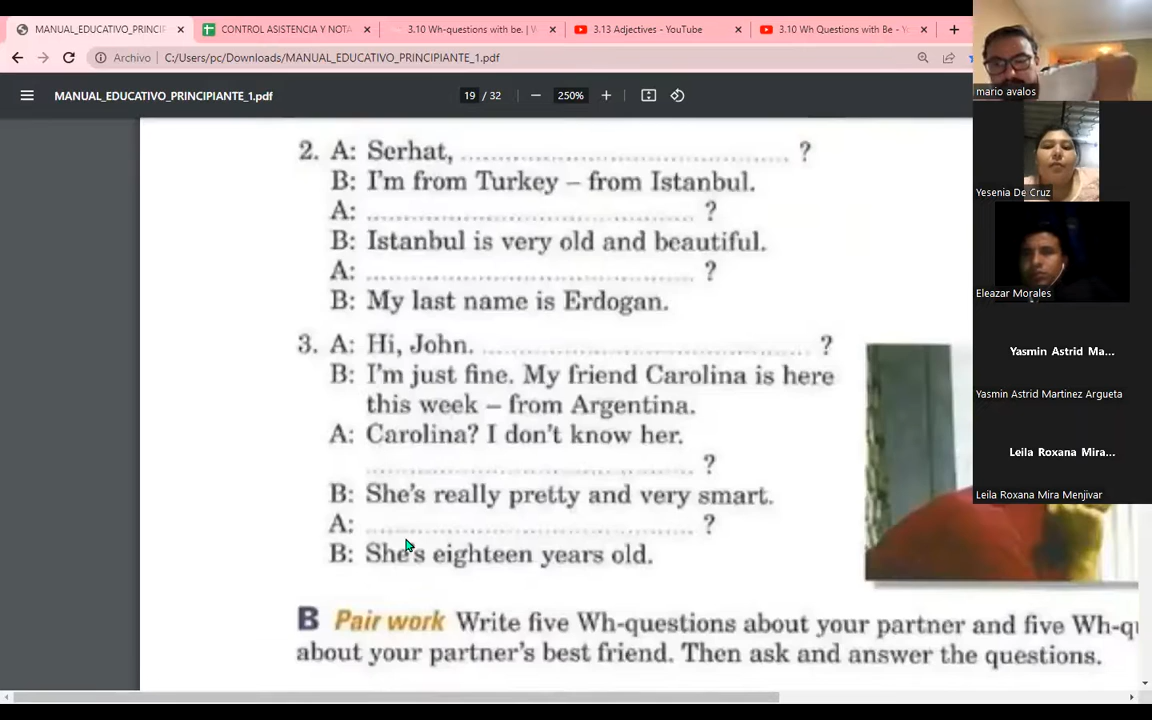 MANUAL_EDUCATIVO_PRINCIP
CONTROL ASISTENCIA Y NOTA
3.10 Wh-questions with be. | V
3.13 Adjectives - YouTube
3.10 Wh Questions with Be - Y
Archivo
C:/Users/pc/Downloads/MANUAL_EDUCATIVO_PRINCIPIANTE_1.pdf
MANUAL_EDUCATIVO_PRINCIPIANTE_1.pdf
19 / 32
250%
2. A: Serhat, ........................................ ?
B: I'm from Turkey – from Istanbul.
A: ........................................ ?
B: Istanbul is very old and beautiful.
A: ........................................ ?
B: My last name is Erdogan.
3. A: Hi, John. ........................................ ?
B: I'm just fine. My friend Carolina is here
this week – from Argentina.
A: Carolina? I don't know her.
........................................ ?
B: She's really pretty and very smart.
A: ........................................ ?
B: She's eighteen years old.
B Pair work Write five Wh-questions about your partner and five Wh-q
about your partner's best friend. Then ask and answer the questions.
mario avalos
Yesenia De Cruz
Eleazar Morales
Yasmin Astrid Ma...
Yasmin Astrid Martinez Argueta
Leila Roxana Mira...
Leila Roxana Mira Menjivar